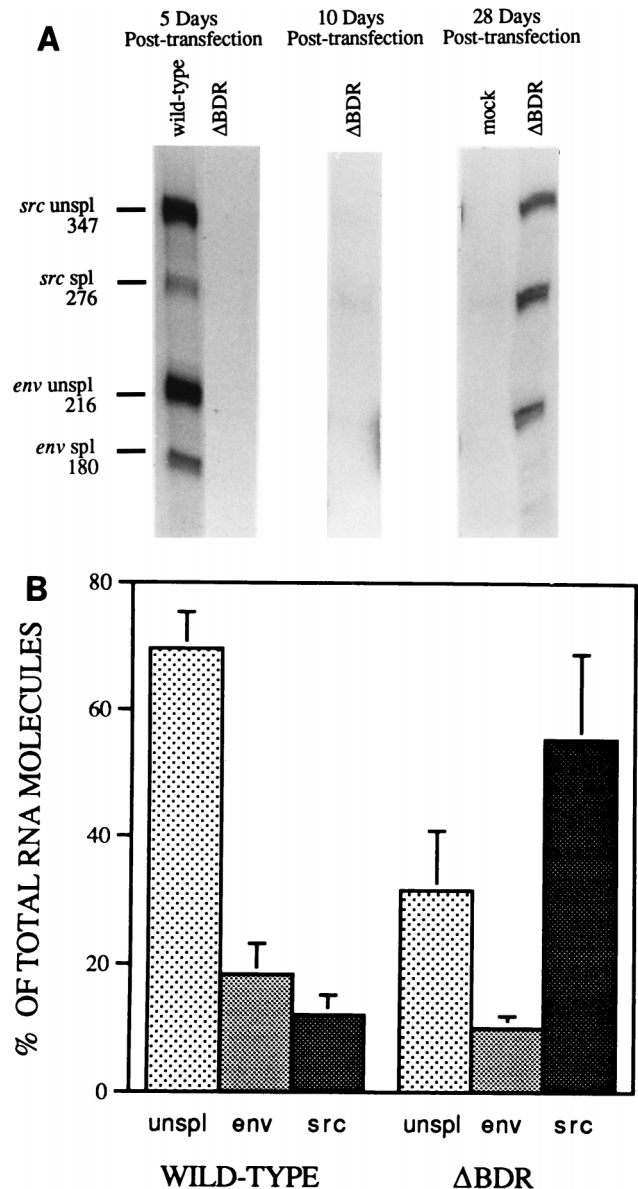 A
5 Days
Post-transfection
wild-type
ΔBDR
10 Days
Post-transfection
ΔBDR
28 Days
Post-transfection
mock
ΔBDR
src unspl
347
src spl
276
env unspl
216
env spl
180
B
% OF TOTAL RNA MOLECULES
80
60
40
20
0
unspl env src unspl env src
WILD-TYPE ΔBDR